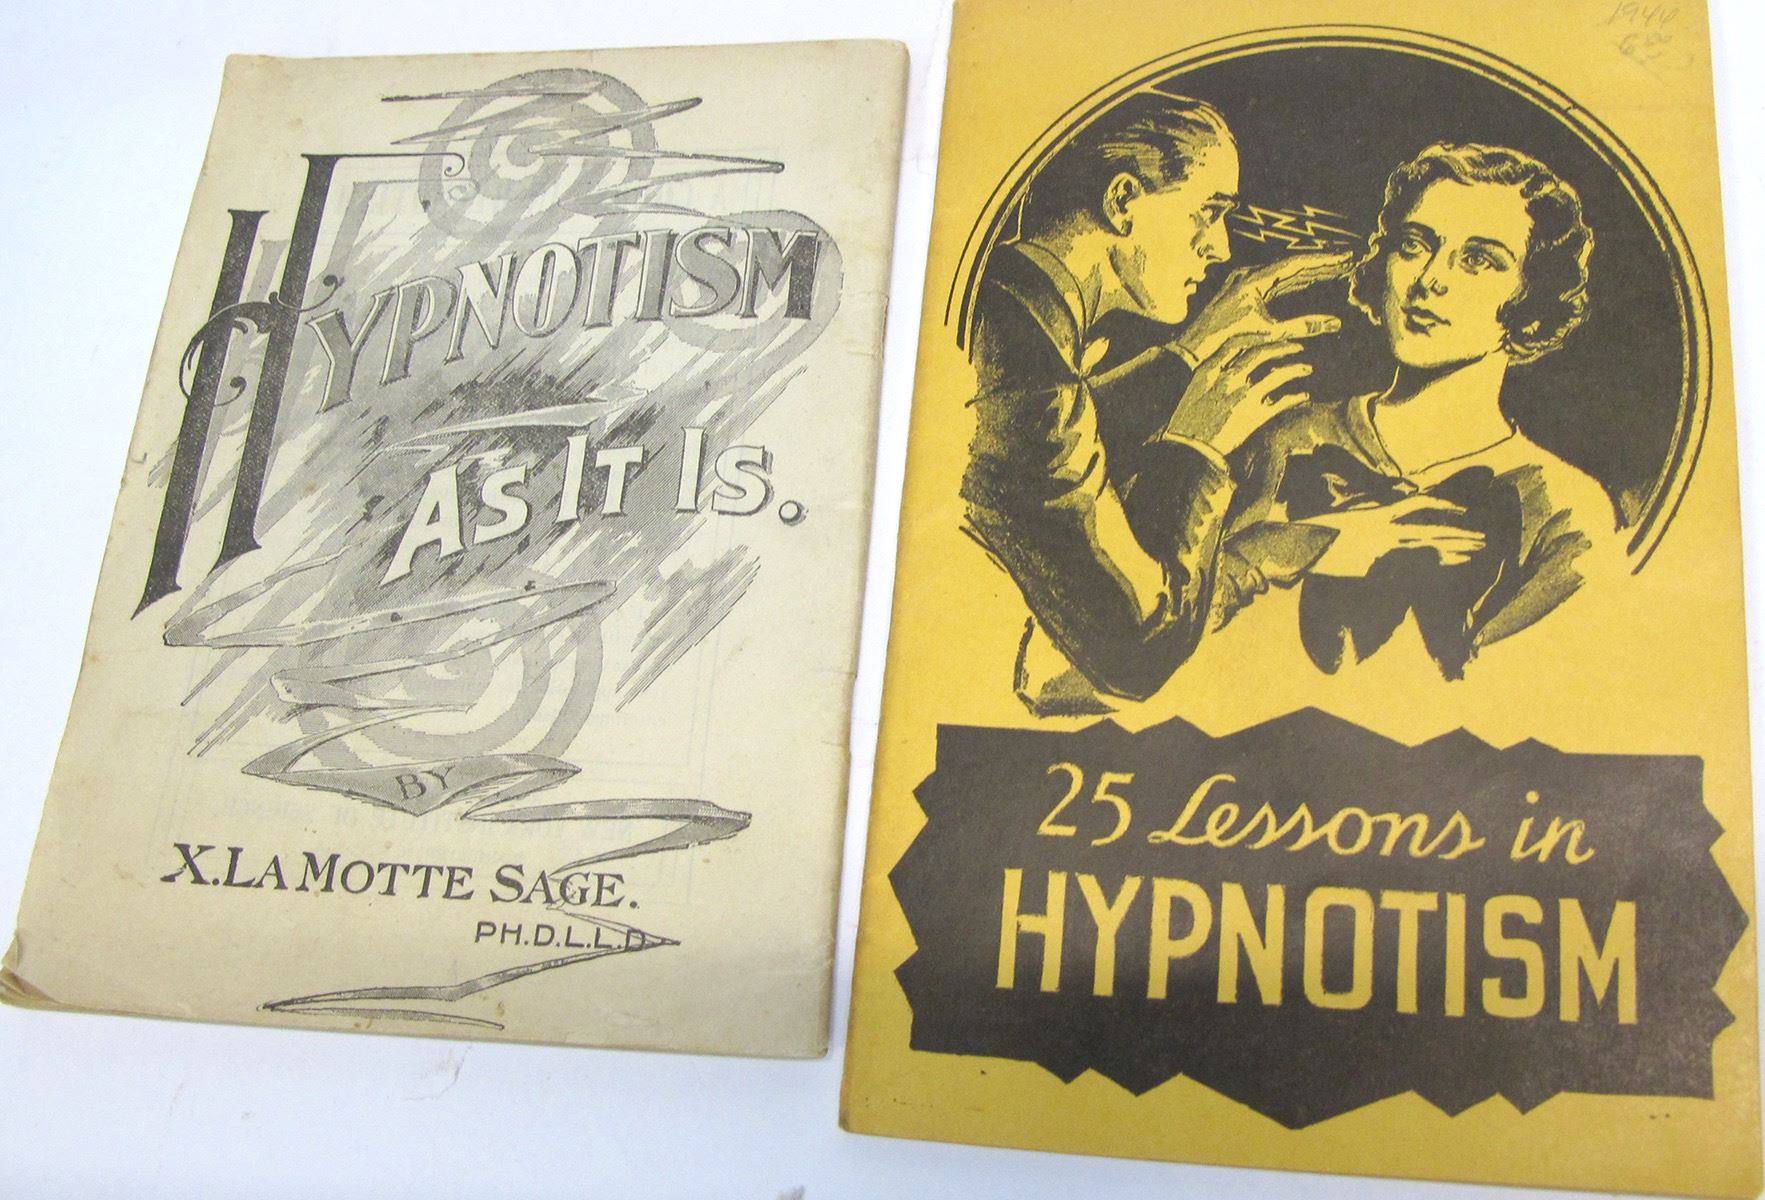 HYPNOTISM
AS IT IS.
BY
X. LA MOTTE SAGE.
PH.D.L.L.D
1944
25 Lessons in
HYPNOTISM